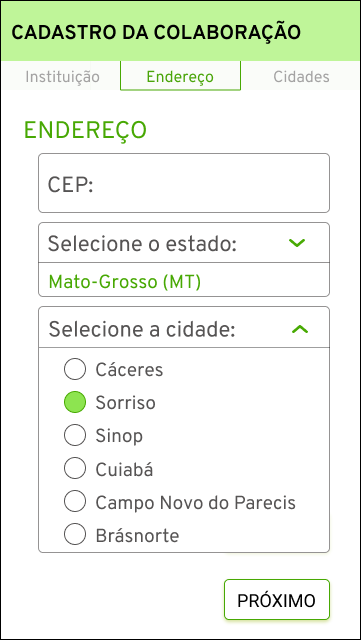 CADASTRO DA COLABORAÇÃO
Instituição Endereço Cidades
ENDEREÇO
CEP:
Selecione o estado:
Mato-Grosso (MT)
Selecione a cidade:
Cáceres
Sorriso
Sinop
Cuiabá
Campo Novo do Parecis
Brásnorte
PRÓXIMO